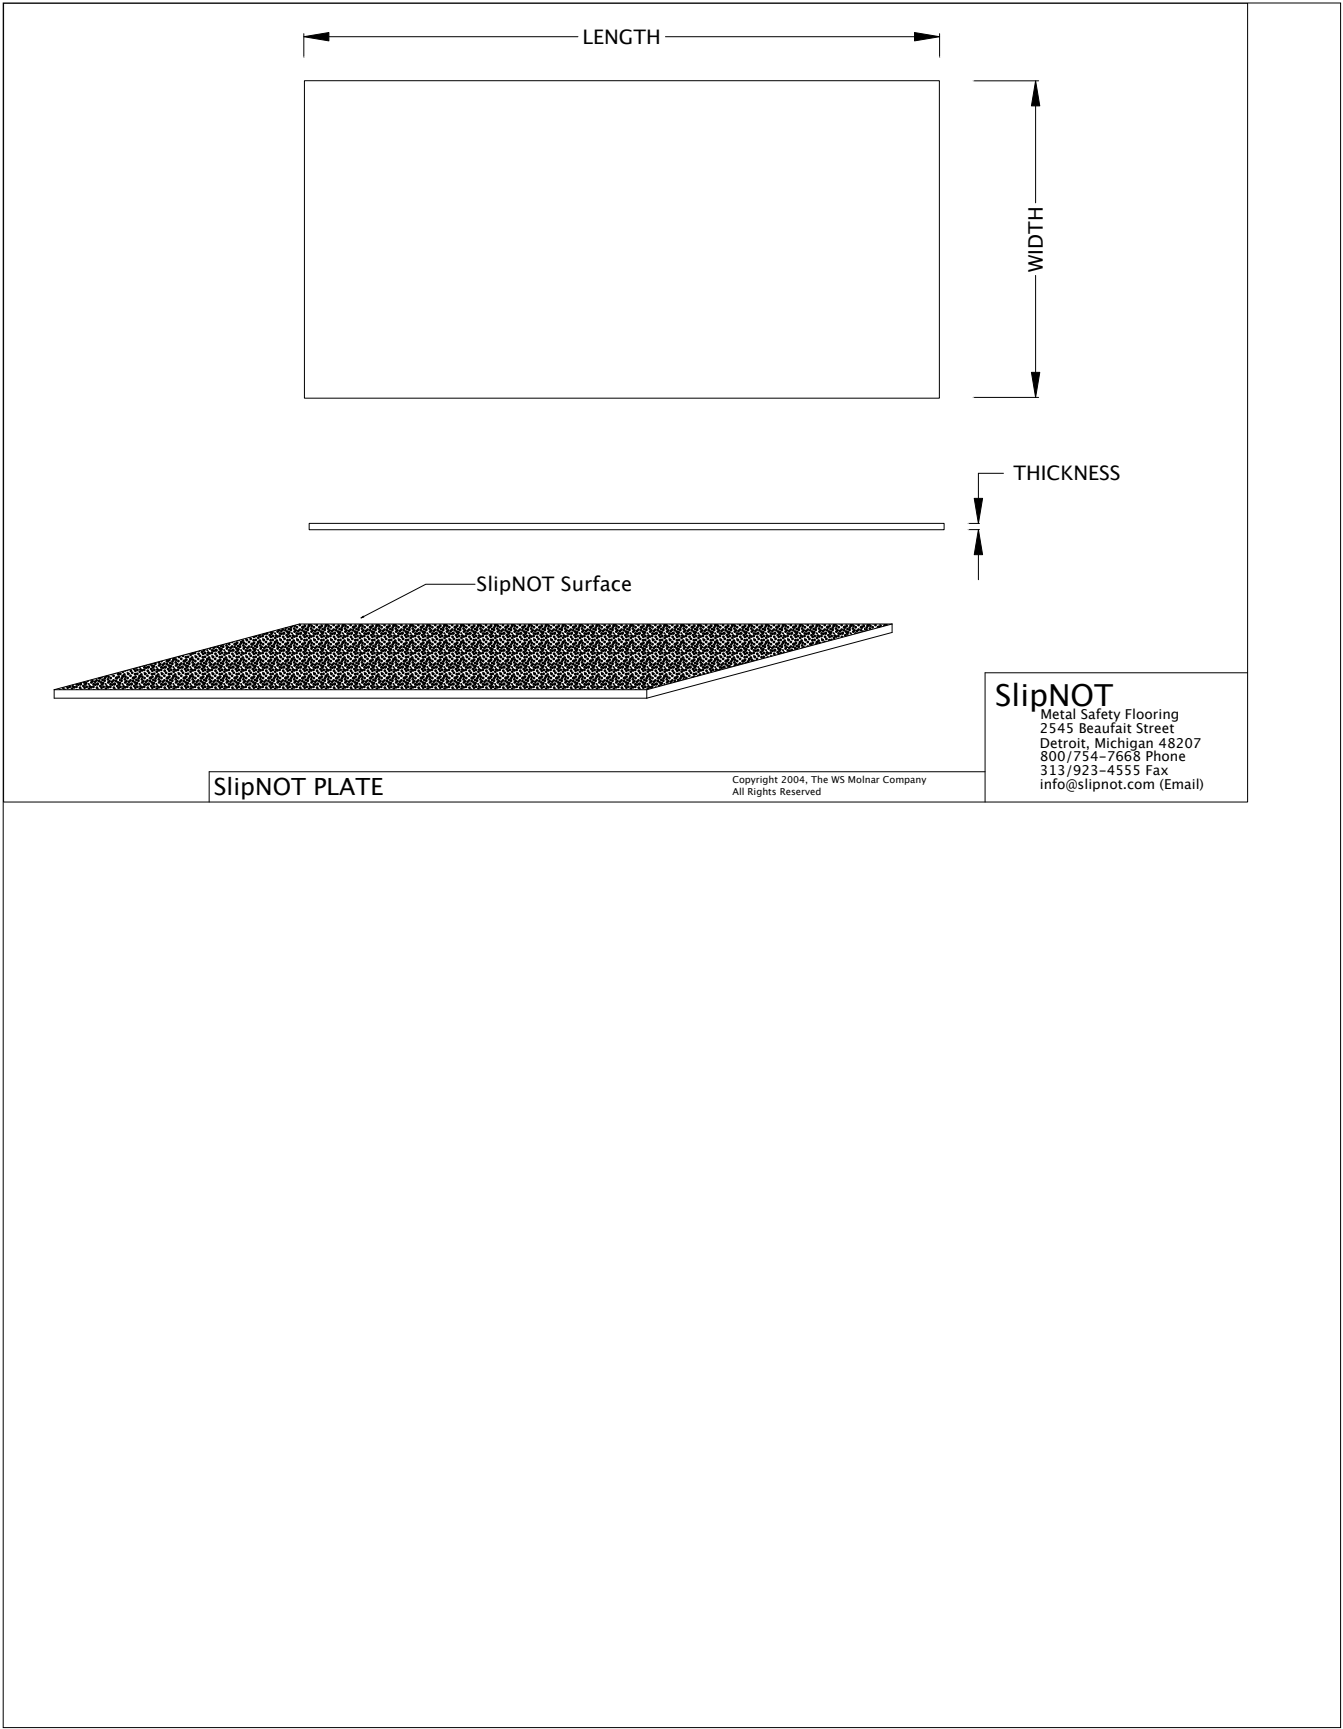 LENGTH
WIDTH
THICKNESS
SlipNOT Surface
SlipNOT
Metal Safety Flooring
2545 Beaufait Street
Detroit, Michigan 48207
800/754-7668 Phone
313/923-4555 Fax
info@slipnot.com (Email)
SlipNOT PLATE
Copyright 2004, The WS Molnar Company
All Rights Reserved